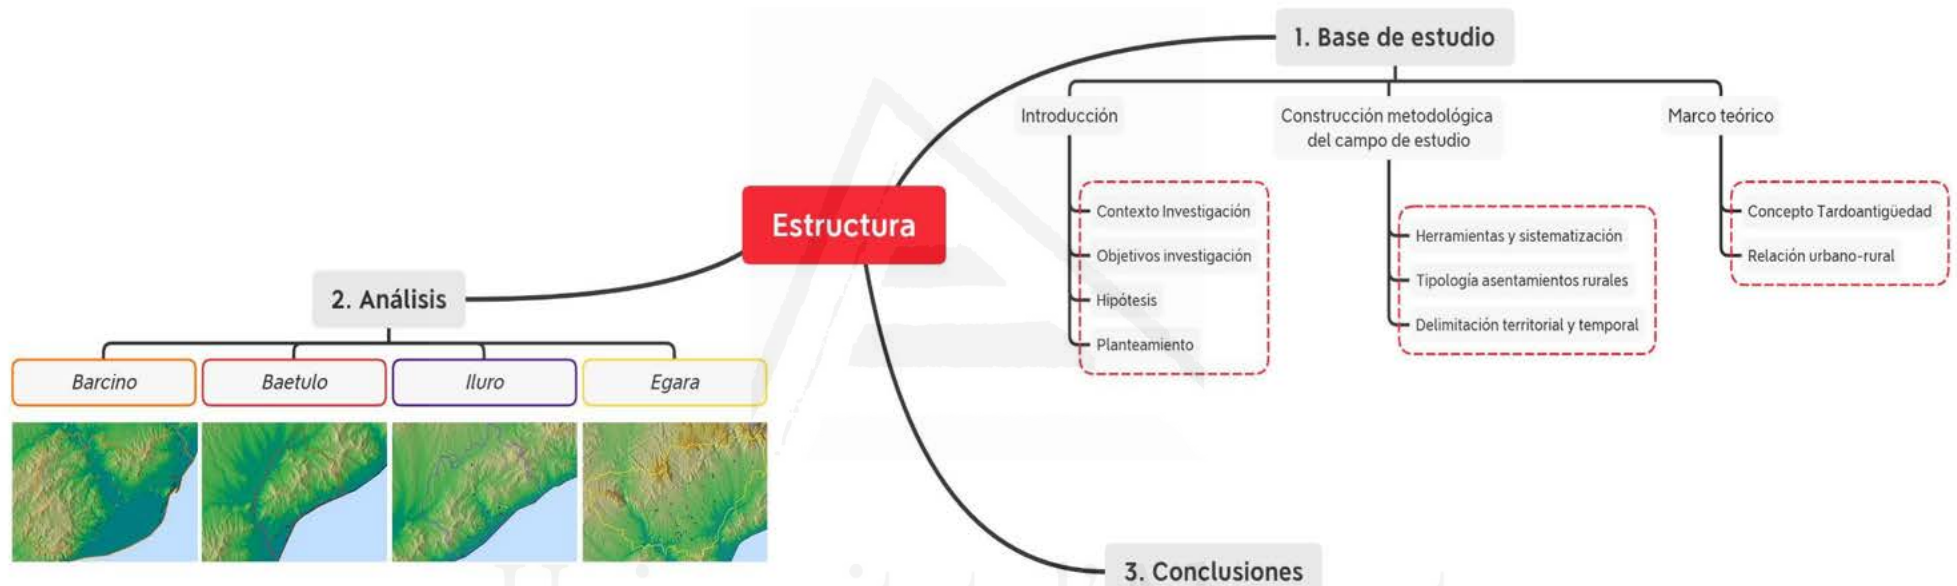 Estructura
1. Base de estudio
Introducción
Contexto Investigación
Objetivos investigación
Hipótesis
Planteamiento
Construcción metodológica
del campo de estudio
Herramientas y sistematización
Tipología asentamientos rurales
Delimitación territorial y temporal
Marco teórico
Concepto Tardoantigüedad
Relación urbano-rural
2. Análisis
Barcino
Baetulo
Iluro
Egara
3. Conclusiones